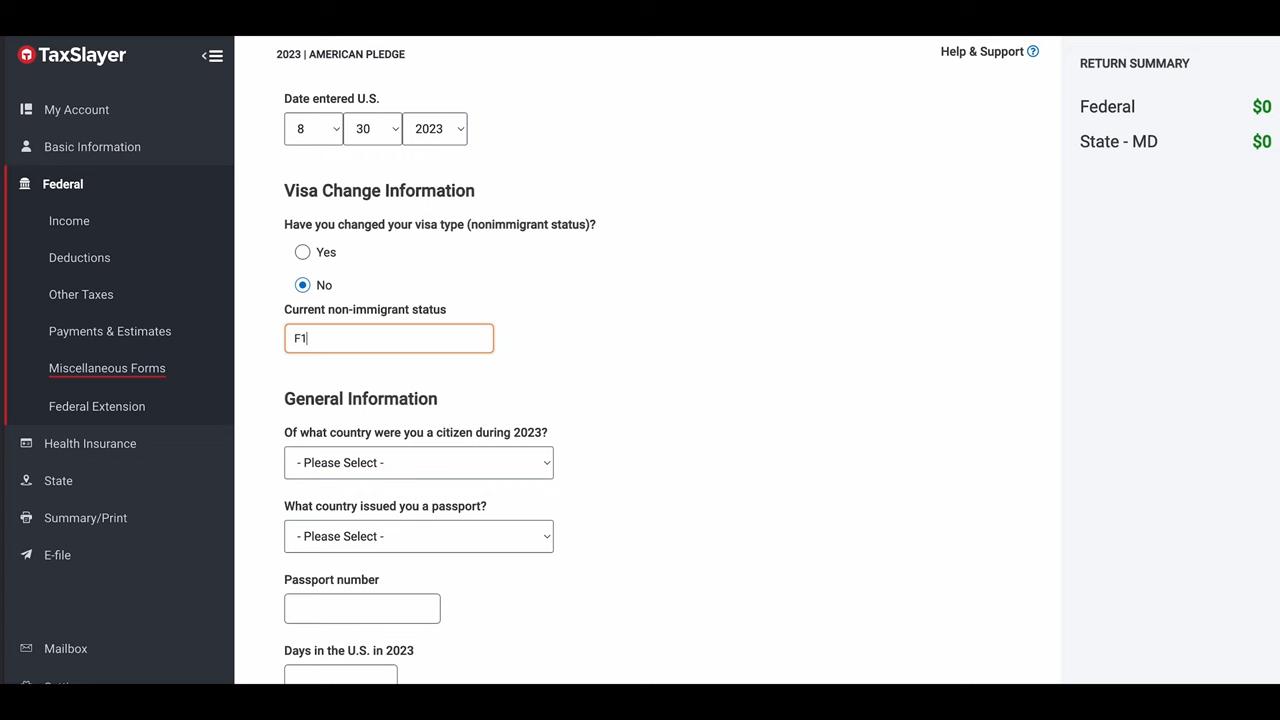 TaxSlayer
2023 | AMERICAN PLEDGE
Help & Support ?
RETURN SUMMARY
Federal $0
State - MD $0
My Account
Basic Information
Federal
Income
Deductions
Other Taxes
Payments & Estimates
Miscellaneous Forms
Federal Extension
Health Insurance
State
Summary/Print
E-file
Mailbox
Date entered U.S.
8 30 2023
Visa Change Information
Have you changed your visa type (nonimmigrant status)?
Yes
No
Current non-immigrant status
F1
General Information
Of what country were you a citizen during 2023?
- Please Select -
What country issued you a passport?
- Please Select -
Passport number
Days in the U.S. in 2023